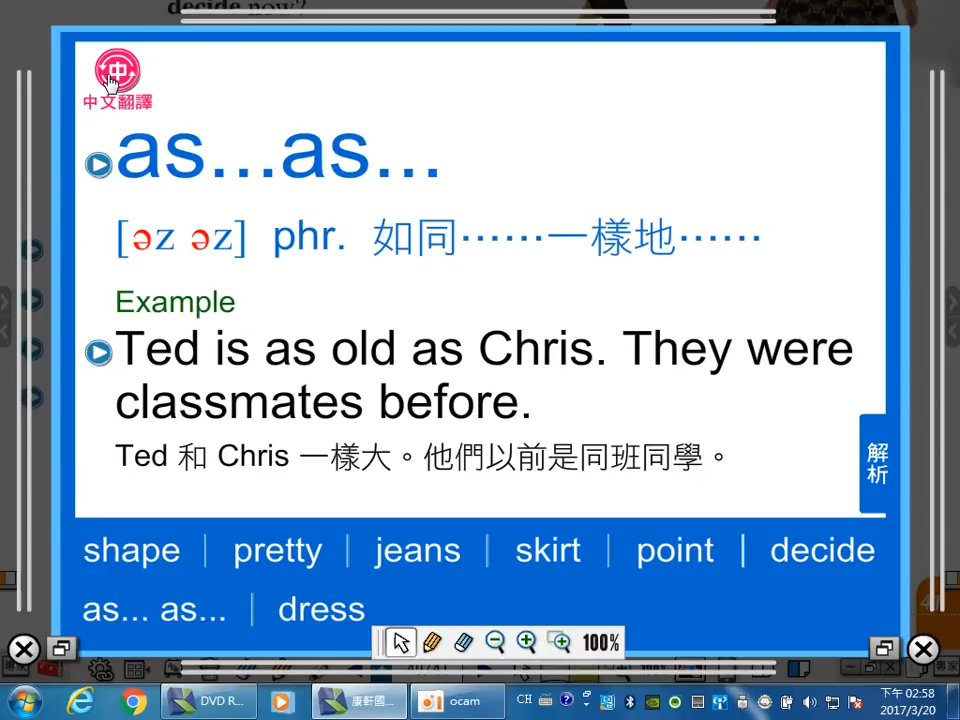 decide now?
中文翻譯
as...as...
[əz əz] phr. 如同……一樣地……
Example
Ted is as old as Chris. They were
classmates before.
Ted 和 Chris 一樣大。他們以前是同班同學。
解析
shape | pretty | jeans | skirt | point | decide
as... as... | dress
100%
CH
DVD R...
康軒國...
ocam
下午 02:58
2017/3/20